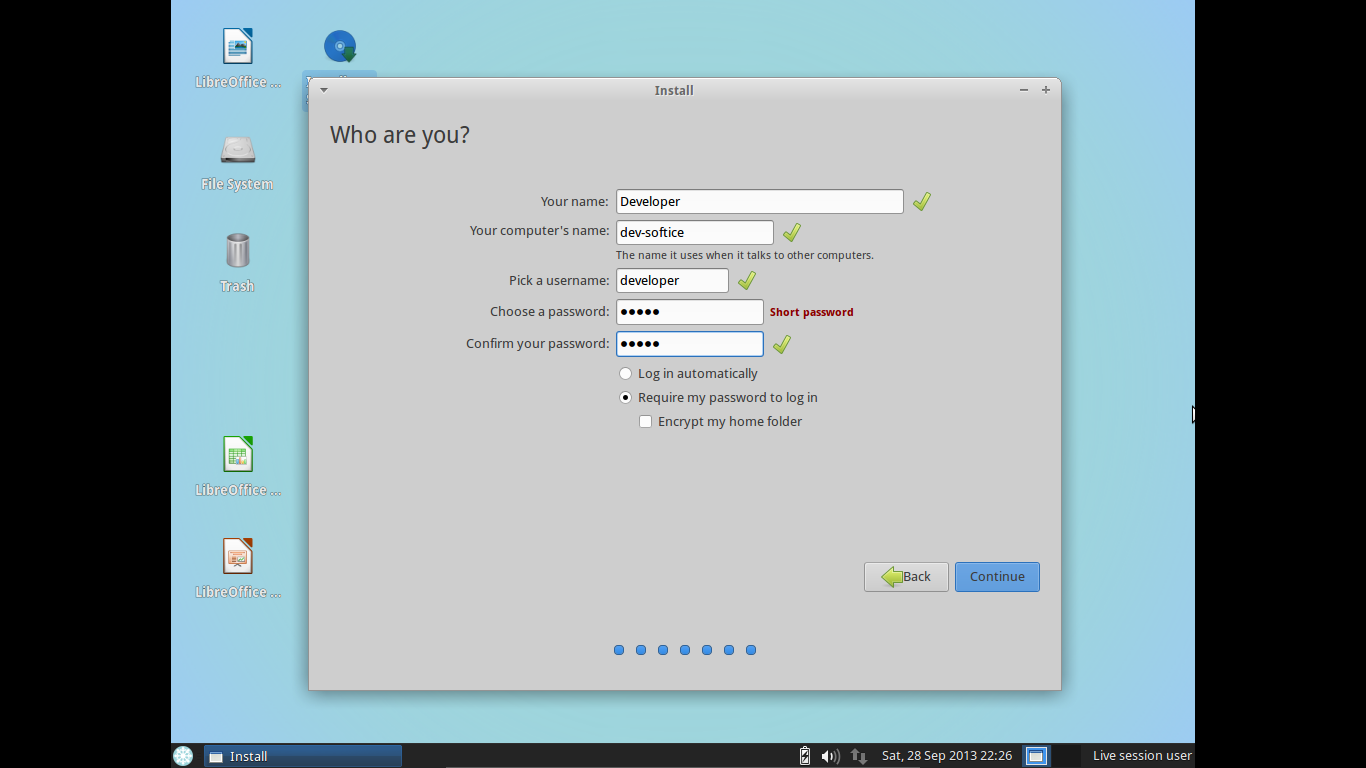 LibreOffice ...
Install
Who are you?
File System
Your name: Developer
Your computer's name: dev-softice
The name it uses when it talks to other computers.
Trash
Pick a username: developer
Choose a password: ●●●●● Short password
Confirm your password: ●●●●●
Log in automatically
Require my password to log in
Encrypt my home folder
LibreOffice ...
LibreOffice ...
Back Continue
Install Sat, 28 Sep 2013 22:26 Live session user